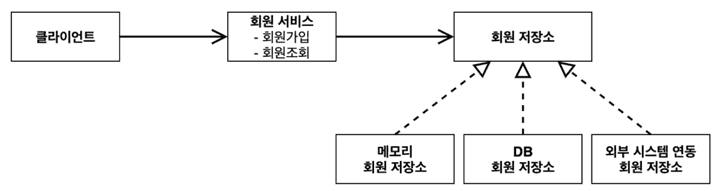 클라이언트
회원 서비스
- 회원가입
- 회원조회
회원 저장소
메모리
회원 저장소
DB
회원 저장소
외부 시스템 연동
회원 저장소